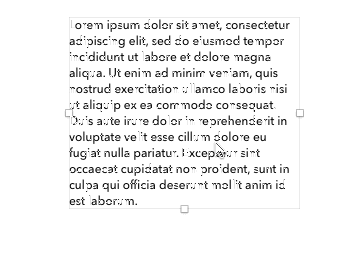 Lorem ipsum dolor sit amet, consectetur
adipiscing elit, sed do eiusmod tempor
incididunt ut labore et dolore magna
aliqua. Ut enim ad minim veniam, quis
nostrud exercitation ullamco laboris nisi
ut aliquip ex ea commodo consequat.
Duis aute irure dolor in reprehenderit in
voluptate velit esse cillum dolore eu
fugiat nulla pariatur. Excepteur sint
occaecat cupidatat non proident, sunt in
culpa qui officia deserunt mollit anim id
est laborum.